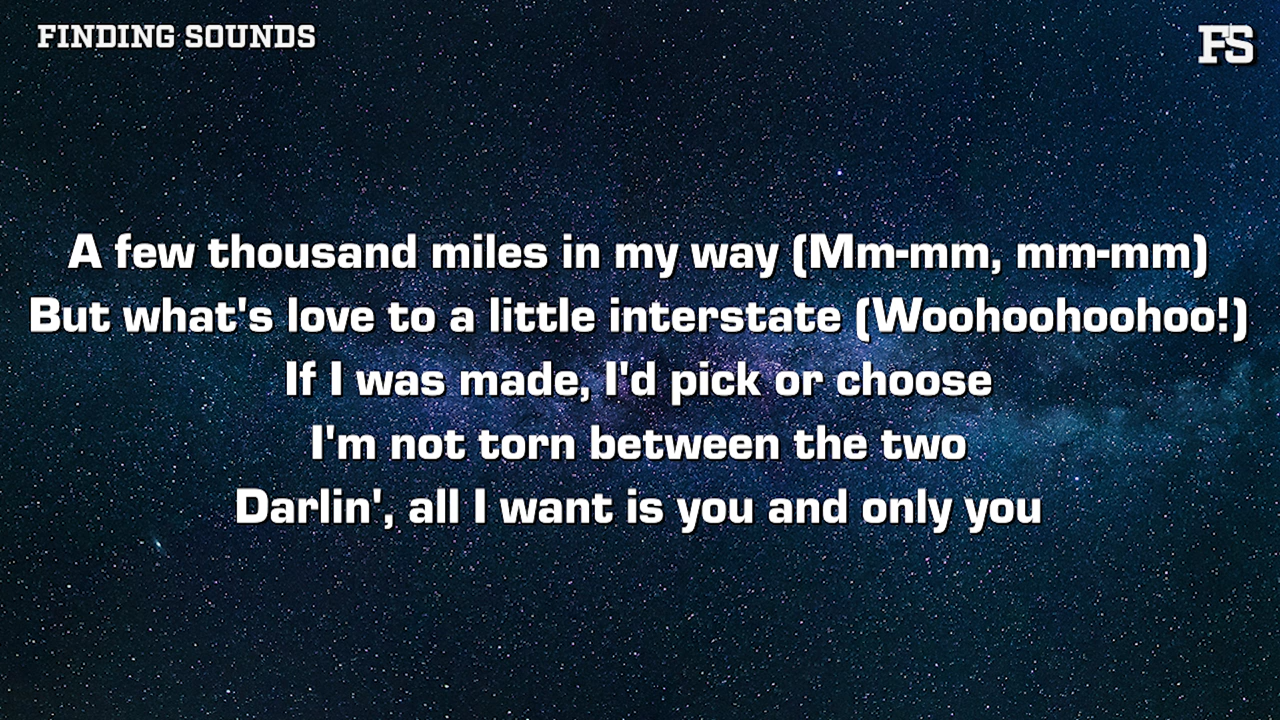 FINDING SOUNDS
FS
A few thousand miles in my way (Mm-mm, mm-mm)
But what's love to a little interstate (Woohoohoohoo!)
If I was made, I'd pick or choose
I'm not torn between the two
Darlin', all I want is you and only you